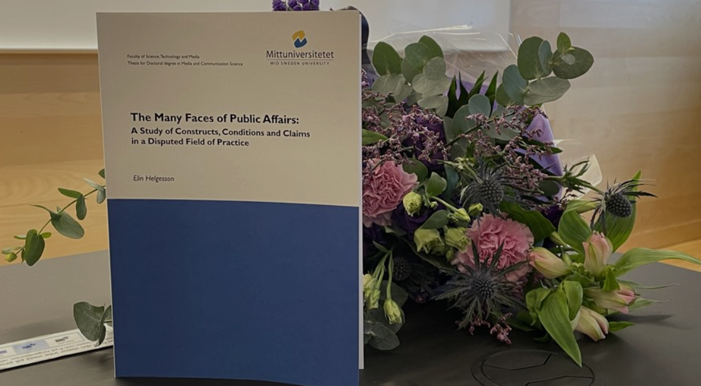 Faculty of Science, Technology and Media
Thesis for Doctoral degree in Media and Communication Science
Mittuniversitetet
MID SWEDEN UNIVERSITY
The Many Faces of Public Affairs:
A Study of Constructs, Conditions and Claims
in a Disputed Field of Practice
Elin Helgesson